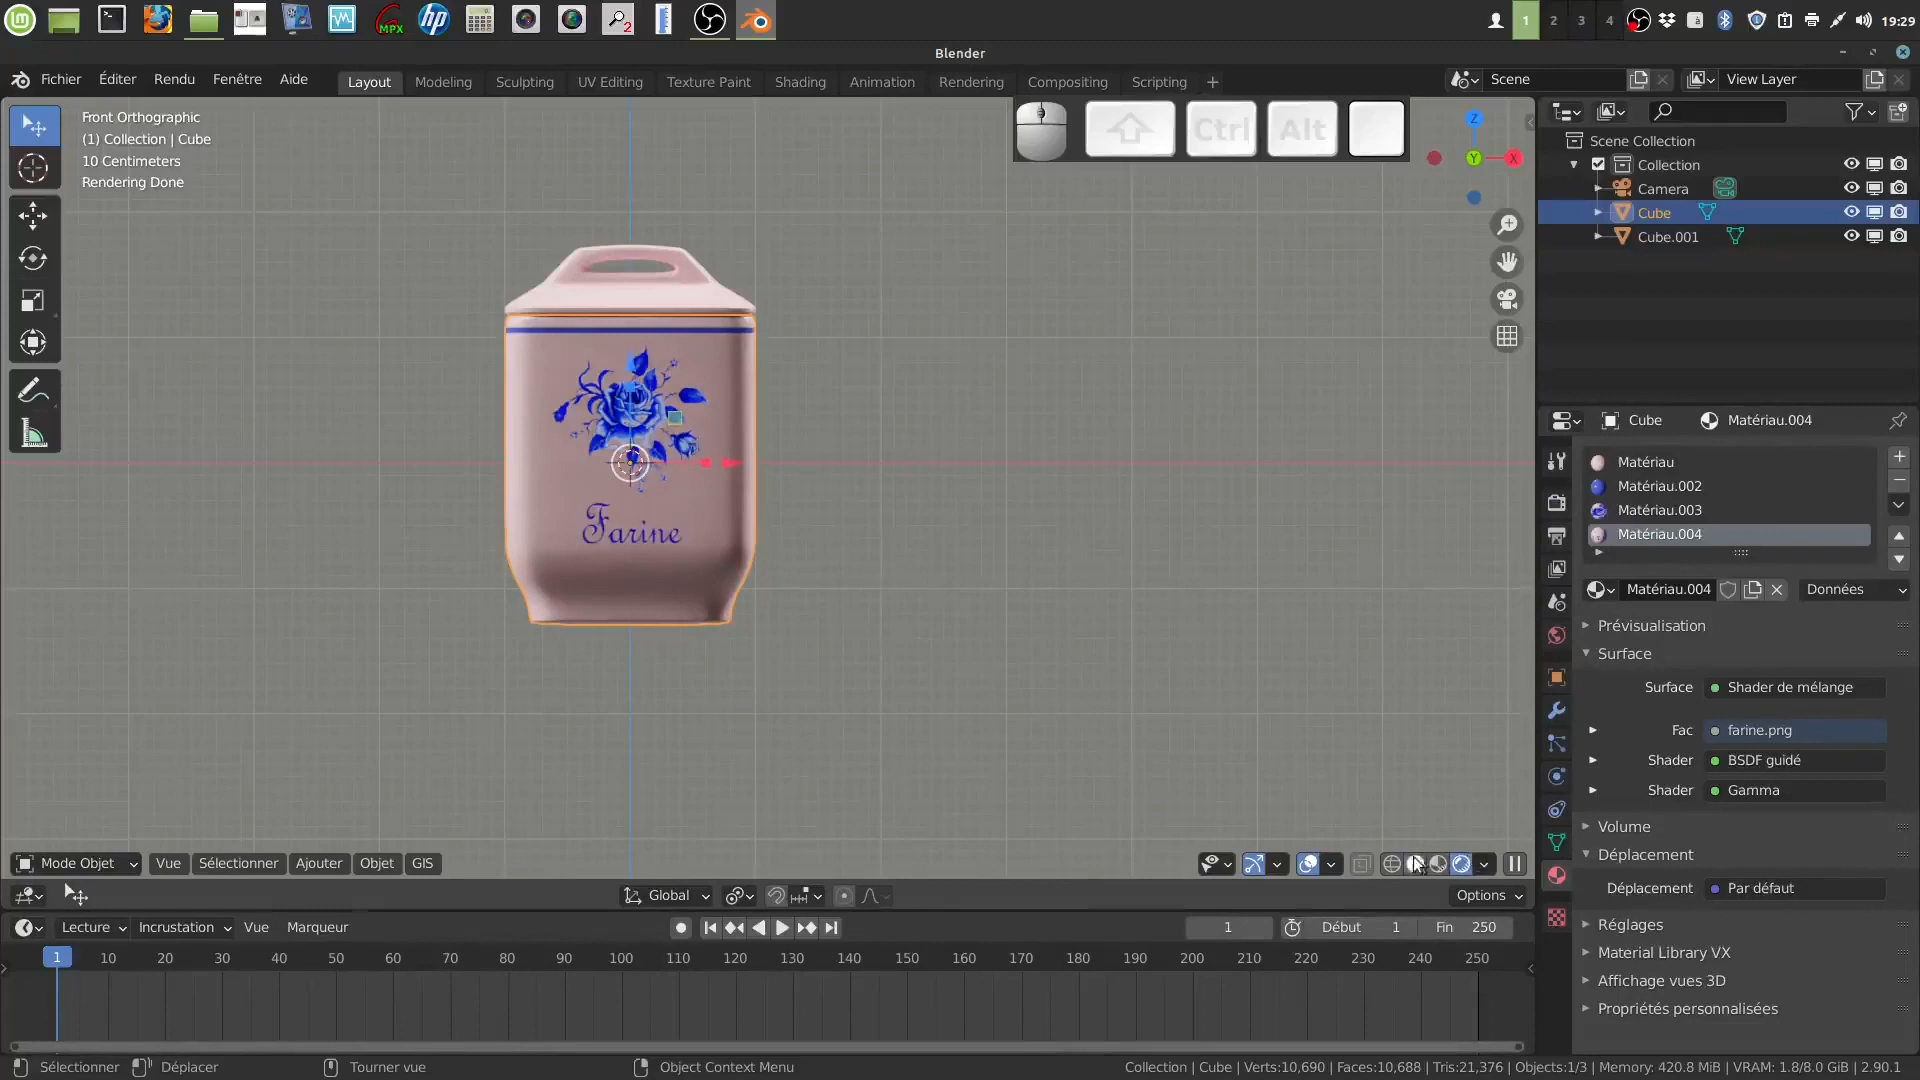 MPX
2
1
2
3
4
19:29
Blender
Fichier Éditer Rendu Fenêtre Aide
Layout Modeling Sculpting UV Editing Texture Paint Shading Animation Rendering Compositing Scripting
Scene
View Layer
Front Orthographic
(1) Collection | Cube
10 Centimeters
Rendering Done
Ctrl
Alt
Z
Y
X
Farine
Scene Collection
Collection
Camera
Cube
Cube.001
Cube
Matériau.004
Matériau
Matériau.002
Matériau.003
Matériau.004
Matériau.004
Données
Prévisualisation
Surface
Surface Shader de mélange
Fac farine.png
Shader BSDF guidé
Shader Gamma
Volume
Déplacement
Déplacement Par défaut
Réglages
Material Library VX
Affichage vues 3D
Propriétés personnalisées
Mode Objet Vue Sélectionner Ajouter Objet GIS
Global
Options
Lecture Incrustation Vue Marqueur
1
Début 1
Fin 250
1 10 20 30 40 50 60 70 80 90 100 110 120 130 140 150 160 170 180 190 200 210 220 230 240 250
Sélectionner
Déplacer
Tourner vue
Object Context Menu
Collection | Cube | Verts:10,690 | Faces:10,688 | Tris:21,376 | Objects:1/3 | Memory: 420.8 MiB | VRAM: 1.8/8.0 GiB | 2.90.1